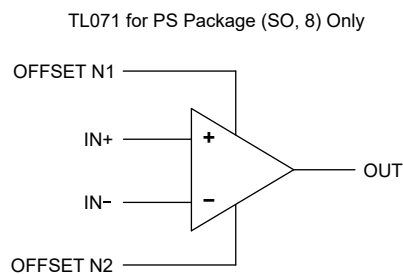 TL071 for PS Package (SO, 8) Only
OFFSET N1
IN+
+
OUT
IN−
−
OFFSET N2